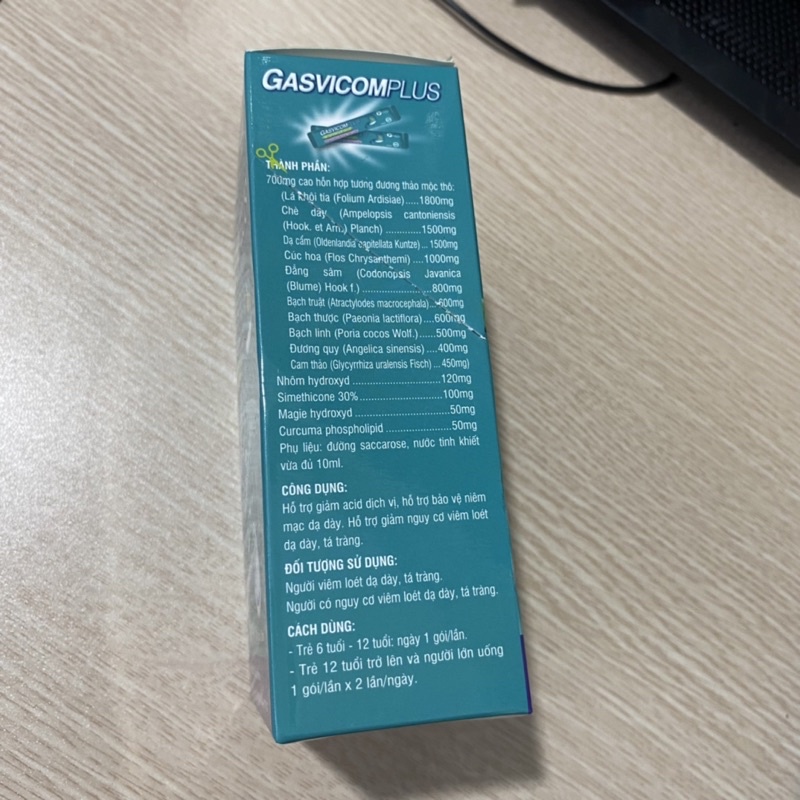 GASVICOMPLUS
GASVICOM
THÀNH PHẦN:
700mg cao hỗn hợp tương đương thảo mộc thô:
(Lá Khôi tía (Folium Ardisiae).....1800mg
Chè dây (Ampelopsis cantoniensis
(Hook. et Arn.) Planch) .............1500mg
Dạ cẩm (Oldenlandia capitellata Kuntze) ... 1500mg
Cúc hoa (Flos Chrysanthemi) ....1000mg
Đẳng sâm (Codonopsis Javanica
(Blume) Hook f.) .......................800mg
Bạch truật (Atractylodes macrocephala)...600mg
Bạch thược (Paeonia lactiflora)....600mg
Bạch linh (Poria cocos Wolf.)......500mg
Đương quy (Angelica sinensis) ....400mg
Cam thảo (Glycyrrhiza uralensis Fisch) ... 450mg)
Nhôm hydroxyd ..............................120mg
Simethicone 30%............................100mg
Magie hydroxyd ................................50mg
Curcuma phospholipid ......................50mg
Phụ liệu: đường saccarose, nước tinh khiết
vừa đủ 10ml.
CÔNG DỤNG:
Hỗ trợ giảm acid dịch vị, hỗ trợ bảo vệ niêm
mạc dạ dày. Hỗ trợ giảm nguy cơ viêm loét
dạ dày, tá tràng.
ĐỐI TƯỢNG SỬ DỤNG:
Người viêm loét dạ dày, tá tràng.
Người có nguy cơ viêm loét dạ dày, tá tràng.
CÁCH DÙNG:
- Trẻ 6 tuổi - 12 tuổi: ngày 1 gói/lần.
- Trẻ 12 tuổi trở lên và người lớn uống
1 gói/lần x 2 lần/ngày.